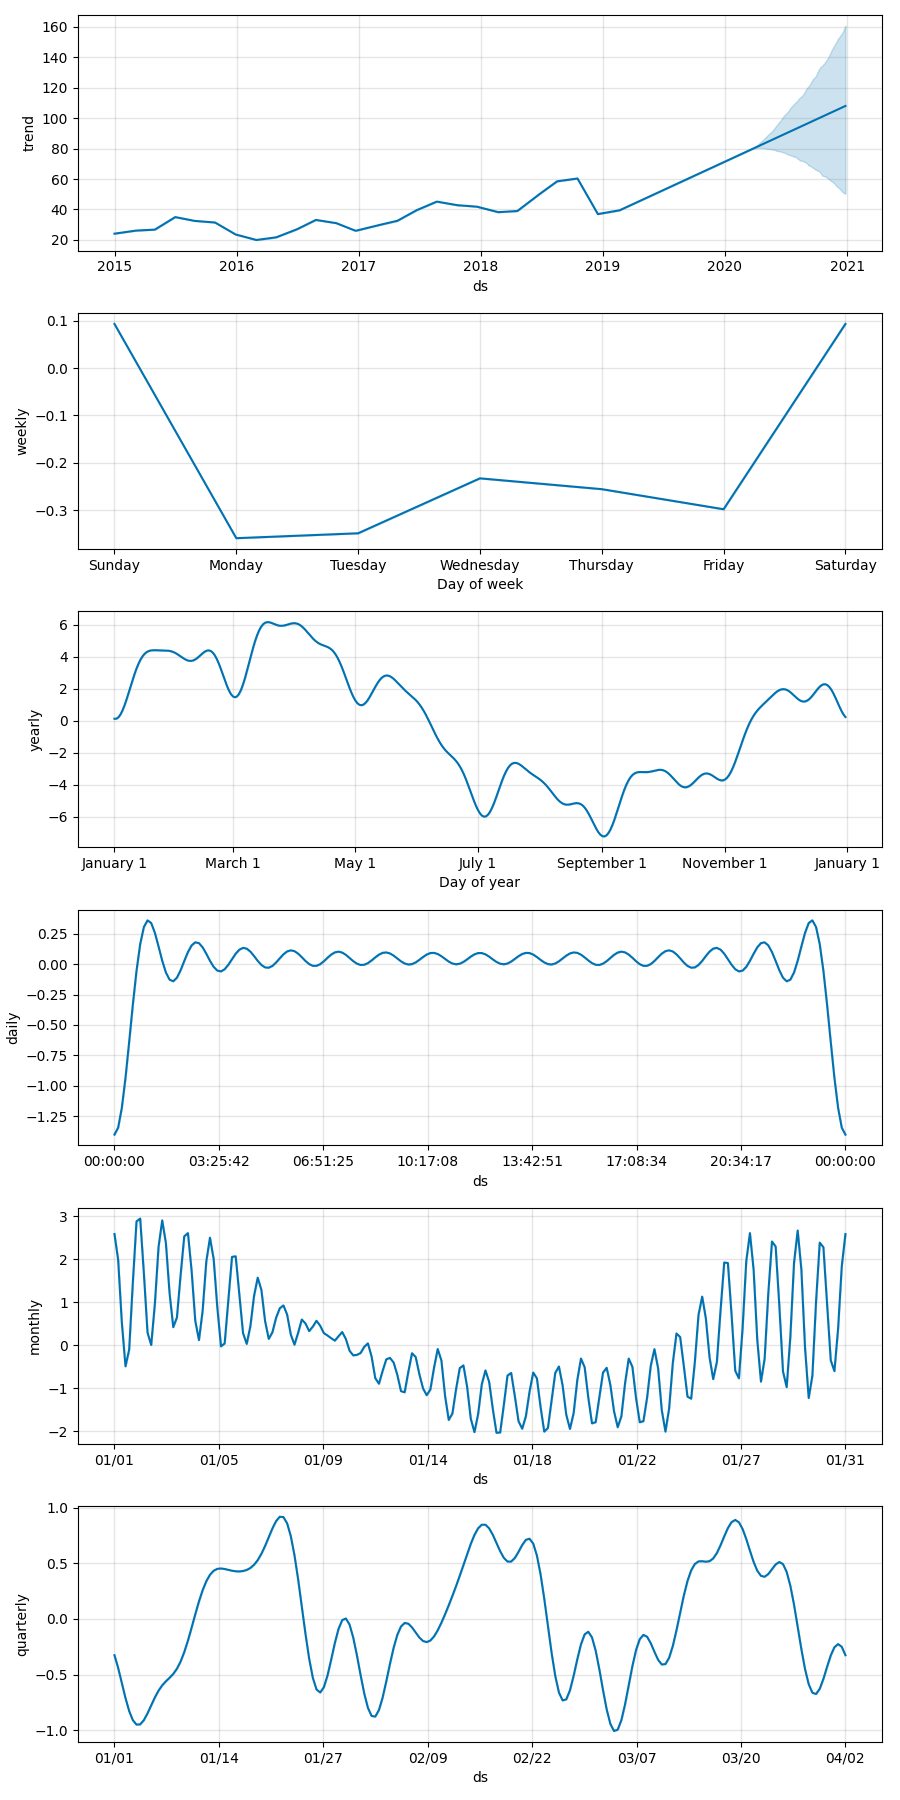 160
140
120
100
80
60
40
20
trend
2015 2016 2017 2018 2019 2020 2021
ds
0.1
0.0
−0.1
−0.2
−0.3
weekly
Sunday Monday Tuesday Wednesday Thursday Friday Saturday
Day of week
6
4
2
0
−2
−4
−6
yearly
January 1 March 1 May 1 July 1 September 1 November 1 January 1
Day of year
0.25
0.00
−0.25
−0.50
−0.75
−1.00
−1.25
daily
00:00:00 03:25:42 06:51:25 10:17:08 13:42:51 17:08:34 20:34:17 00:00:00
ds
3
2
1
0
−1
−2
monthly
01/01 01/05 01/09 01/14 01/18 01/22 01/27 01/31
ds
1.0
0.5
0.0
−0.5
−1.0
quarterly
01/01 01/14 01/27 02/09 02/22 03/07 03/20 04/02
ds